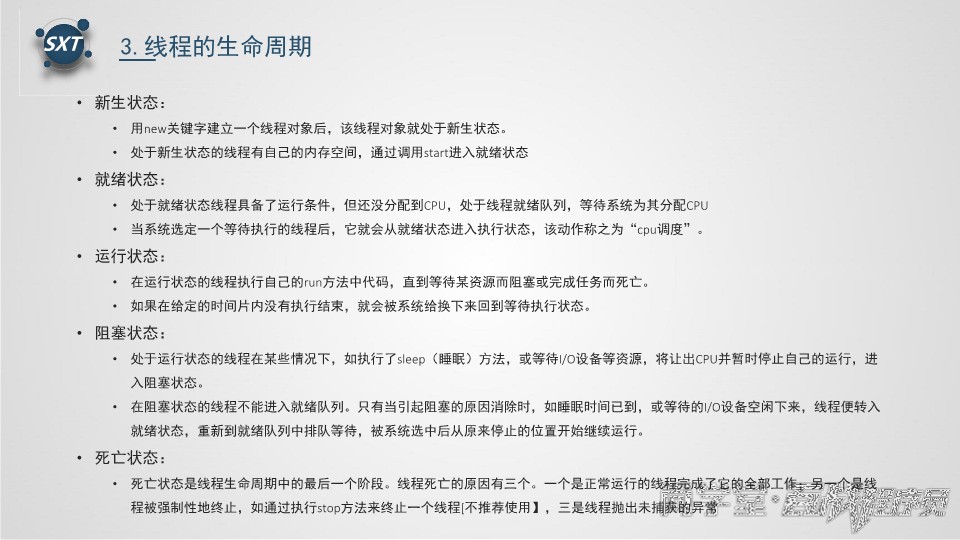 SXT
3. 线程的生命周期
• 新生状态：
• 用new关键字建立一个线程对象后，该线程对象就处于新生状态。
• 处于新生状态的线程有自己的内存空间，通过调用start进入就绪状态
• 就绪状态：
• 处于就绪状态线程具备了运行条件，但还没分配到CPU，处于线程就绪队列，等待系统为其分配CPU
• 当系统选定一个等待执行的线程后，它就会从就绪状态进入执行状态，该动作称之为“cpu调度”。
• 运行状态：
• 在运行状态的线程执行自己的run方法中代码，直到等待某资源而阻塞或完成任务而死亡。
• 如果在给定的时间片内没有执行结束，就会被系统给换下来回到等待执行状态。
• 阻塞状态：
• 处于运行状态的线程在某些情况下，如执行了sleep（睡眠）方法，或等待I/O设备等资源，将让出CPU并暂时停止自己的运行，进
入阻塞状态。
• 在阻塞状态的线程不能进入就绪队列。只有当引起阻塞的原因消除时，如睡眠时间已到，或等待的I/O设备空闲下来，线程便转入
就绪状态，重新到就绪队列中排队等待，被系统选中后从原来停止的位置开始继续运行。
• 死亡状态：
• 死亡状态是线程生命周期中的最后一个阶段。线程死亡的原因有三个。一个是正常运行的线程完成了它的全部工作；另一个是线
程被强制性地终止，如通过执行stop方法来终止一个线程[不推荐使用】，三是线程抛出未捕获的异常